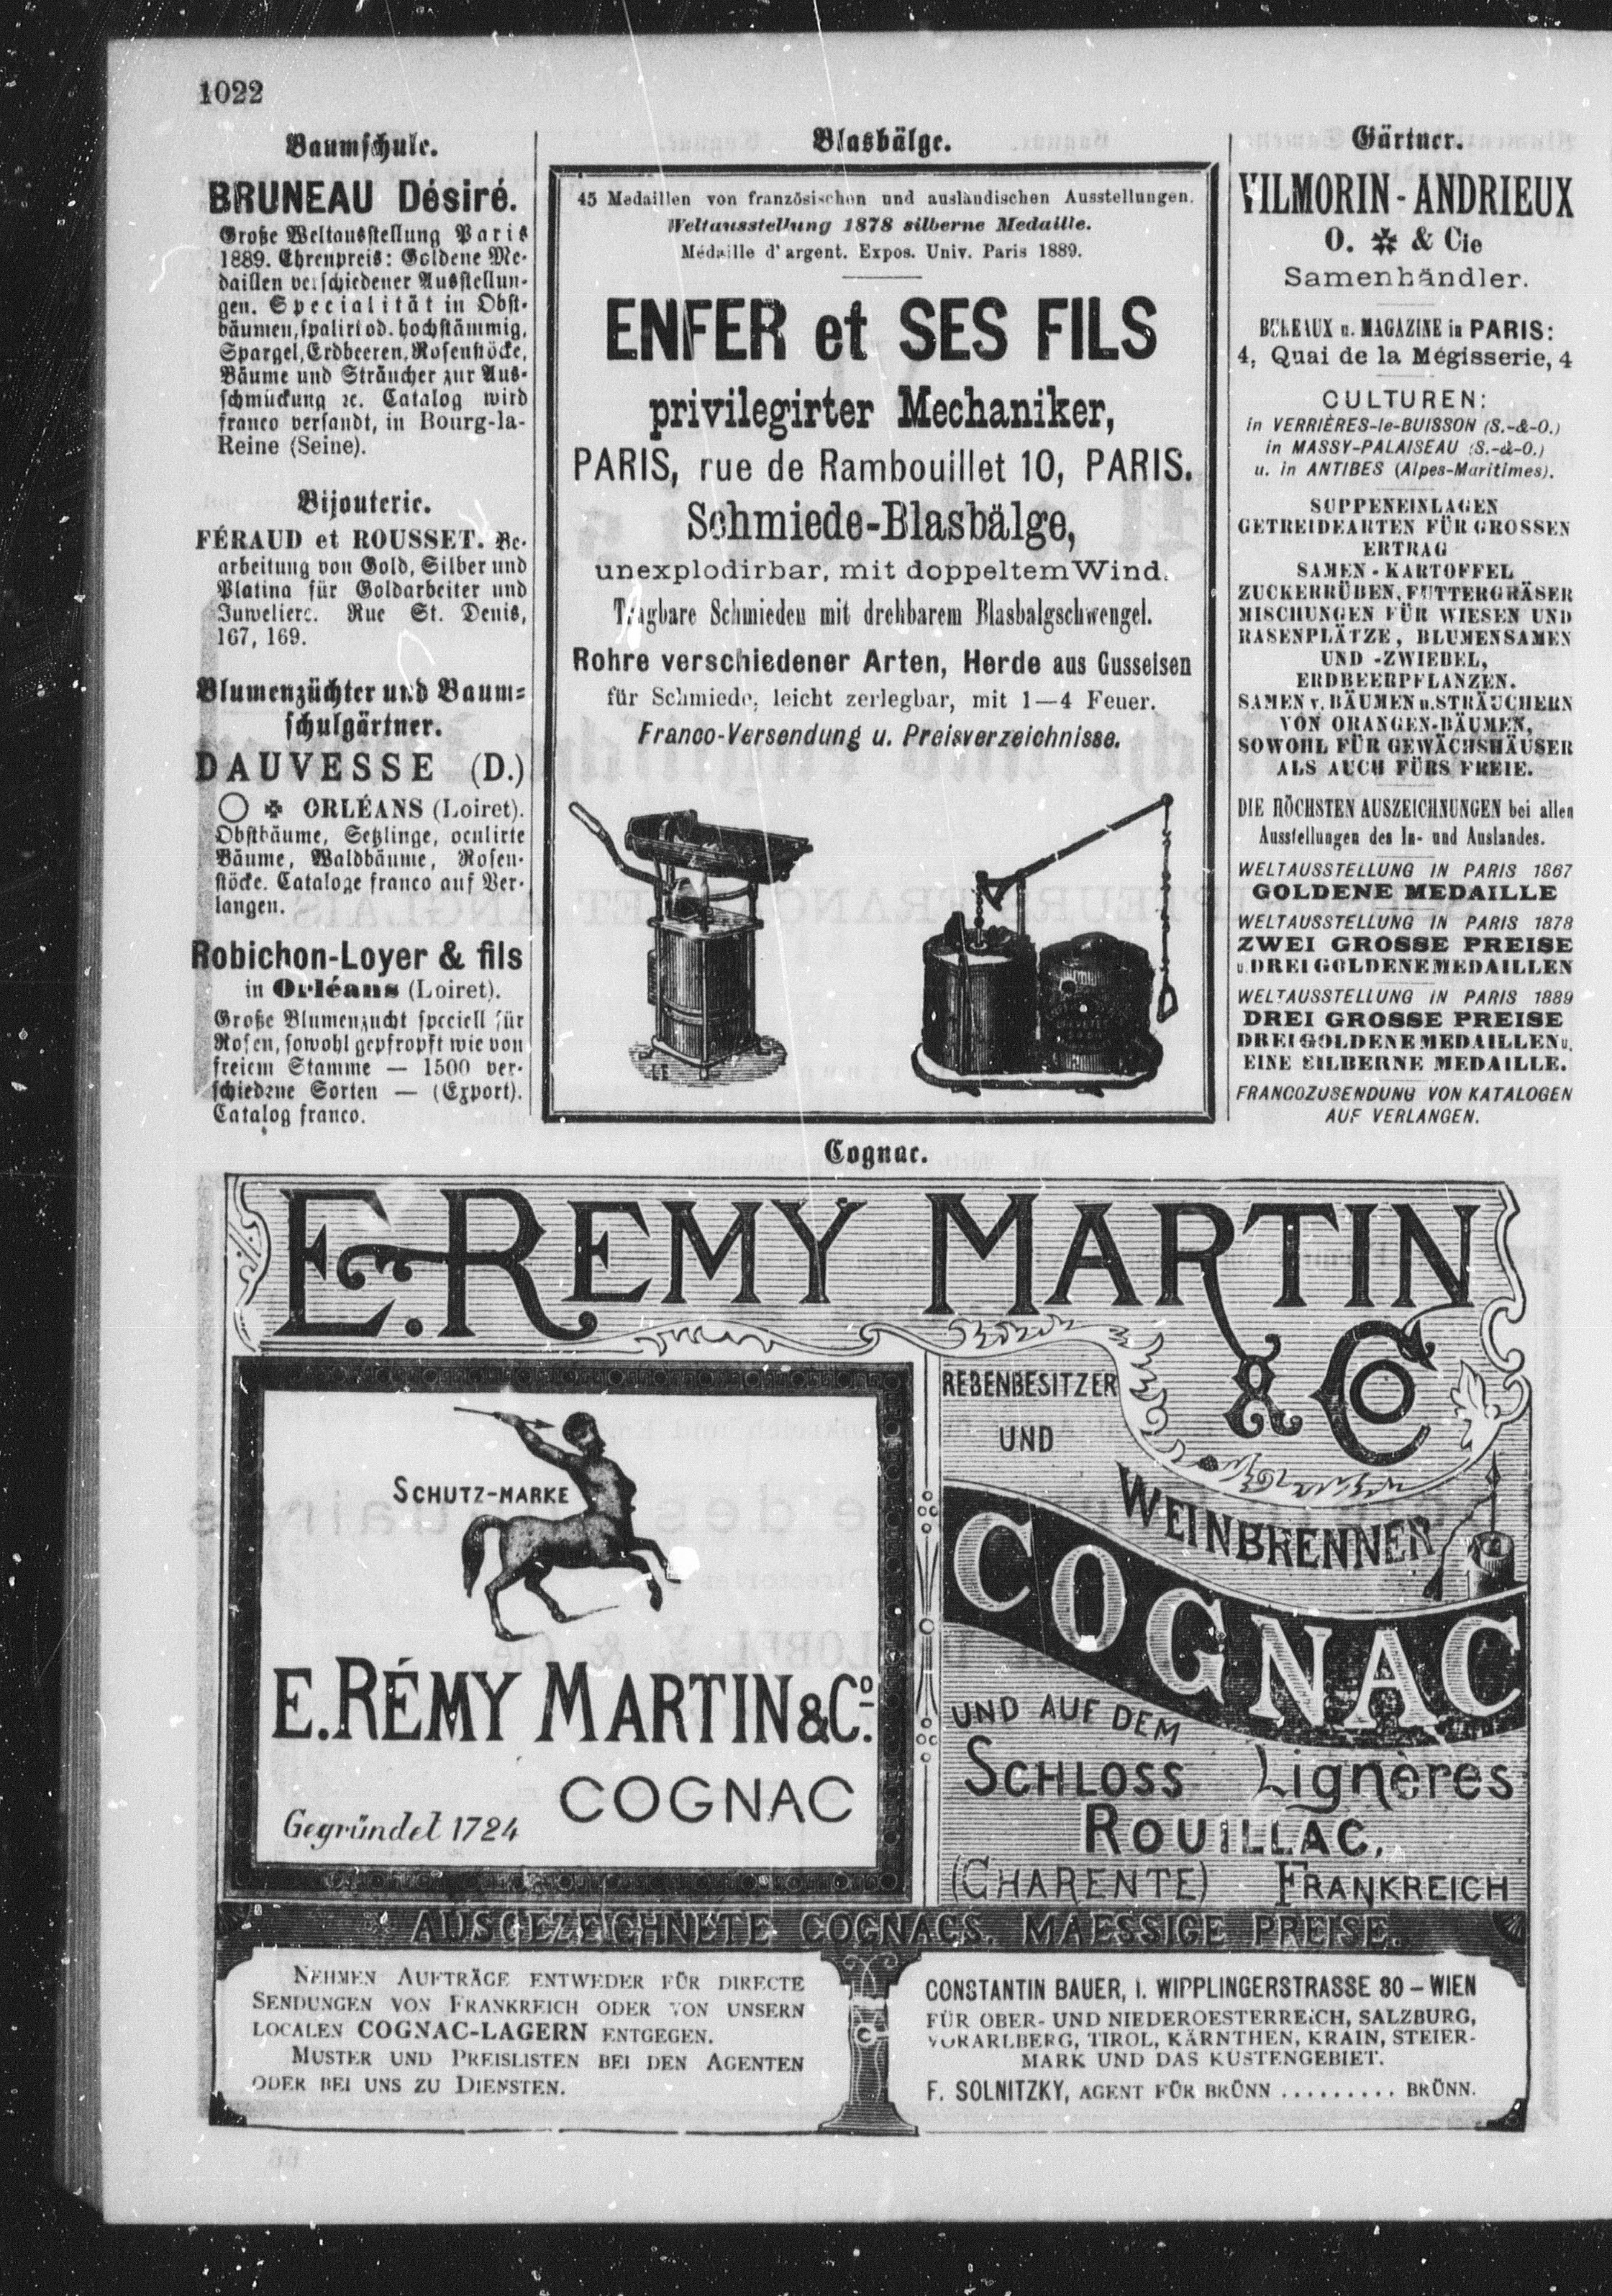 1022
Baumschule.
BRUNEAU Désiré.
Große Weltausstellung Paris
1889. Ehrenpreis: Goldene Me-
daillen verschiedener Ausstellun-
gen. Specialität in Obst-
bäumen, spalirt od. hochstämmig,
Spargel, Erdbeeren, Rosenstöcke,
Bäume und Sträucher zur Aus-
schmückung ꝛc. Catalog wird
franco versandt, in Bourg-la-
Reine (Seine).
Bijouterie.
FÉRAUD et ROUSSET. Be-
arbeitung von Gold, Silber und
Platina für Goldarbeiter und
Juweliere. Rue St. Denis,
167, 169.
Blumenzüchter und Baum-
schulgärtner.
DAUVESSE (D.)
ORLÉANS (Loiret).
Obstbäume, Setzlinge, oculirte
Bäume, Waldbäume, Rosen-
stöcke. Cataloge franco auf Ver-
langen.
Robichon-Loyer & fils
in Orléans (Loiret).
Große Blumenzucht speciell für
Rosen, sowohl gepfropft wie von
freiem Stamme — 1500 ver-
schiedene Sorten — (Export).
Catalog franco.
Blasbälge.
45 Medaillen von französischen und ausländischen Ausstellungen.
Weltausstellung 1878 silberne Medaille.
Médaille d'argent. Expos. Univ. Paris 1889.
ENFER et SES FILS
privilegirter Mechaniker,
PARIS, rue de Rambouillet 10, PARIS.
Schmiede-Blasbälge,
unexplodirbar, mit doppeltem Wind.
Tragbare Schmieden mit drehbarem Blasbalgschwengel.
Rohre verschiedener Arten, Herde aus Gusseisen
für Schmiede, leicht zerlegbar, mit 1—4 Feuer.
Franco-Versendung u. Preisverzeichnisse.
Gärtner.
VILMORIN-ANDRIEUX
O. ✲ & Cie
Samenhändler.
BUREAUX u. MAGAZINE in PARIS:
4, Quai de la Mégisserie, 4
CULTUREN:
in VERRIÈRES-le-BUISSON (S.-&-O.)
in MASSY-PALAISEAU (S.-&-O.)
u. in ANTIBES (Alpes-Maritimes).
SUPPENEINLAGEN
GETREIDEARTEN FÜR GROSSEN
ERTRAG
SAMEN-KARTOFFEL
ZUCKERRÜBEN, FUTTERGRÄSER
MISCHUNGEN FÜR WIESEN UND
RASENPLÄTZE, BLUMENSAMEN
UND -ZWIEBEL,
ERDBEERPFLANZEN.
SAMEN v. BÄUMEN u. STRÄUCHERN
VON ORANGEN-BÄUMEN,
SOWOHL FÜR GEWÄCHSHÄUSER
ALS AUCH FÜRS FREIE.
DIE HÖCHSTEN AUSZEICHNUNGEN bei allen
Ausstellungen des In- und Auslandes.
WELTAUSSTELLUNG IN PARIS 1867
GOLDENE MEDAILLE
WELTAUSSTELLUNG IN PARIS 1878
ZWEI GROSSE PREISE
u. DREI GOLDENE MEDAILLEN
WELTAUSSTELLUNG IN PARIS 1889
DREI GROSSE PREISE
DREI GOLDENE MEDAILLEN u.
EINE SILBERNE MEDAILLE.
FRANCOZUSENDUNG VON KATALOGEN
AUF VERLANGEN.
Cognac.
E. REMY MARTIN
& Co
SCHUTZ-MARKE
E. RÉMY MARTIN & Co.
COGNAC
Gegründet 1724
REBENBESITZER
UND
WEINBRENNER
COGNAC
UND AUF DEM
SCHLOSS Lignères
ROUILLAC,
(CHARENTE) FRANKREICH
AUSGEZEICHNETE COGNACS. MAESSIGE PREISE.
NEHMEN AUFTRÄGE ENTWEDER FÜR DIRECTE
SENDUNGEN VON FRANKREICH ODER VON UNSERN
LOCALEN COGNAC-LAGERN ENTGEGEN.
MUSTER UND PREISLISTEN BEI DEN AGENTEN
ODER BEI UNS ZU DIENSTEN.
CONSTANTIN BAUER, I. WIPPLINGERSTRASSE 30 – WIEN
FÜR OBER- UND NIEDEROESTERREICH, SALZBURG,
VORARLBERG, TIROL, KÄRNTHEN, KRAIN, STEIER-
MARK UND DAS KÜSTENGEBIET.
F. SOLNITZKY, AGENT FÜR BRÜNN ......... BRÜNN.